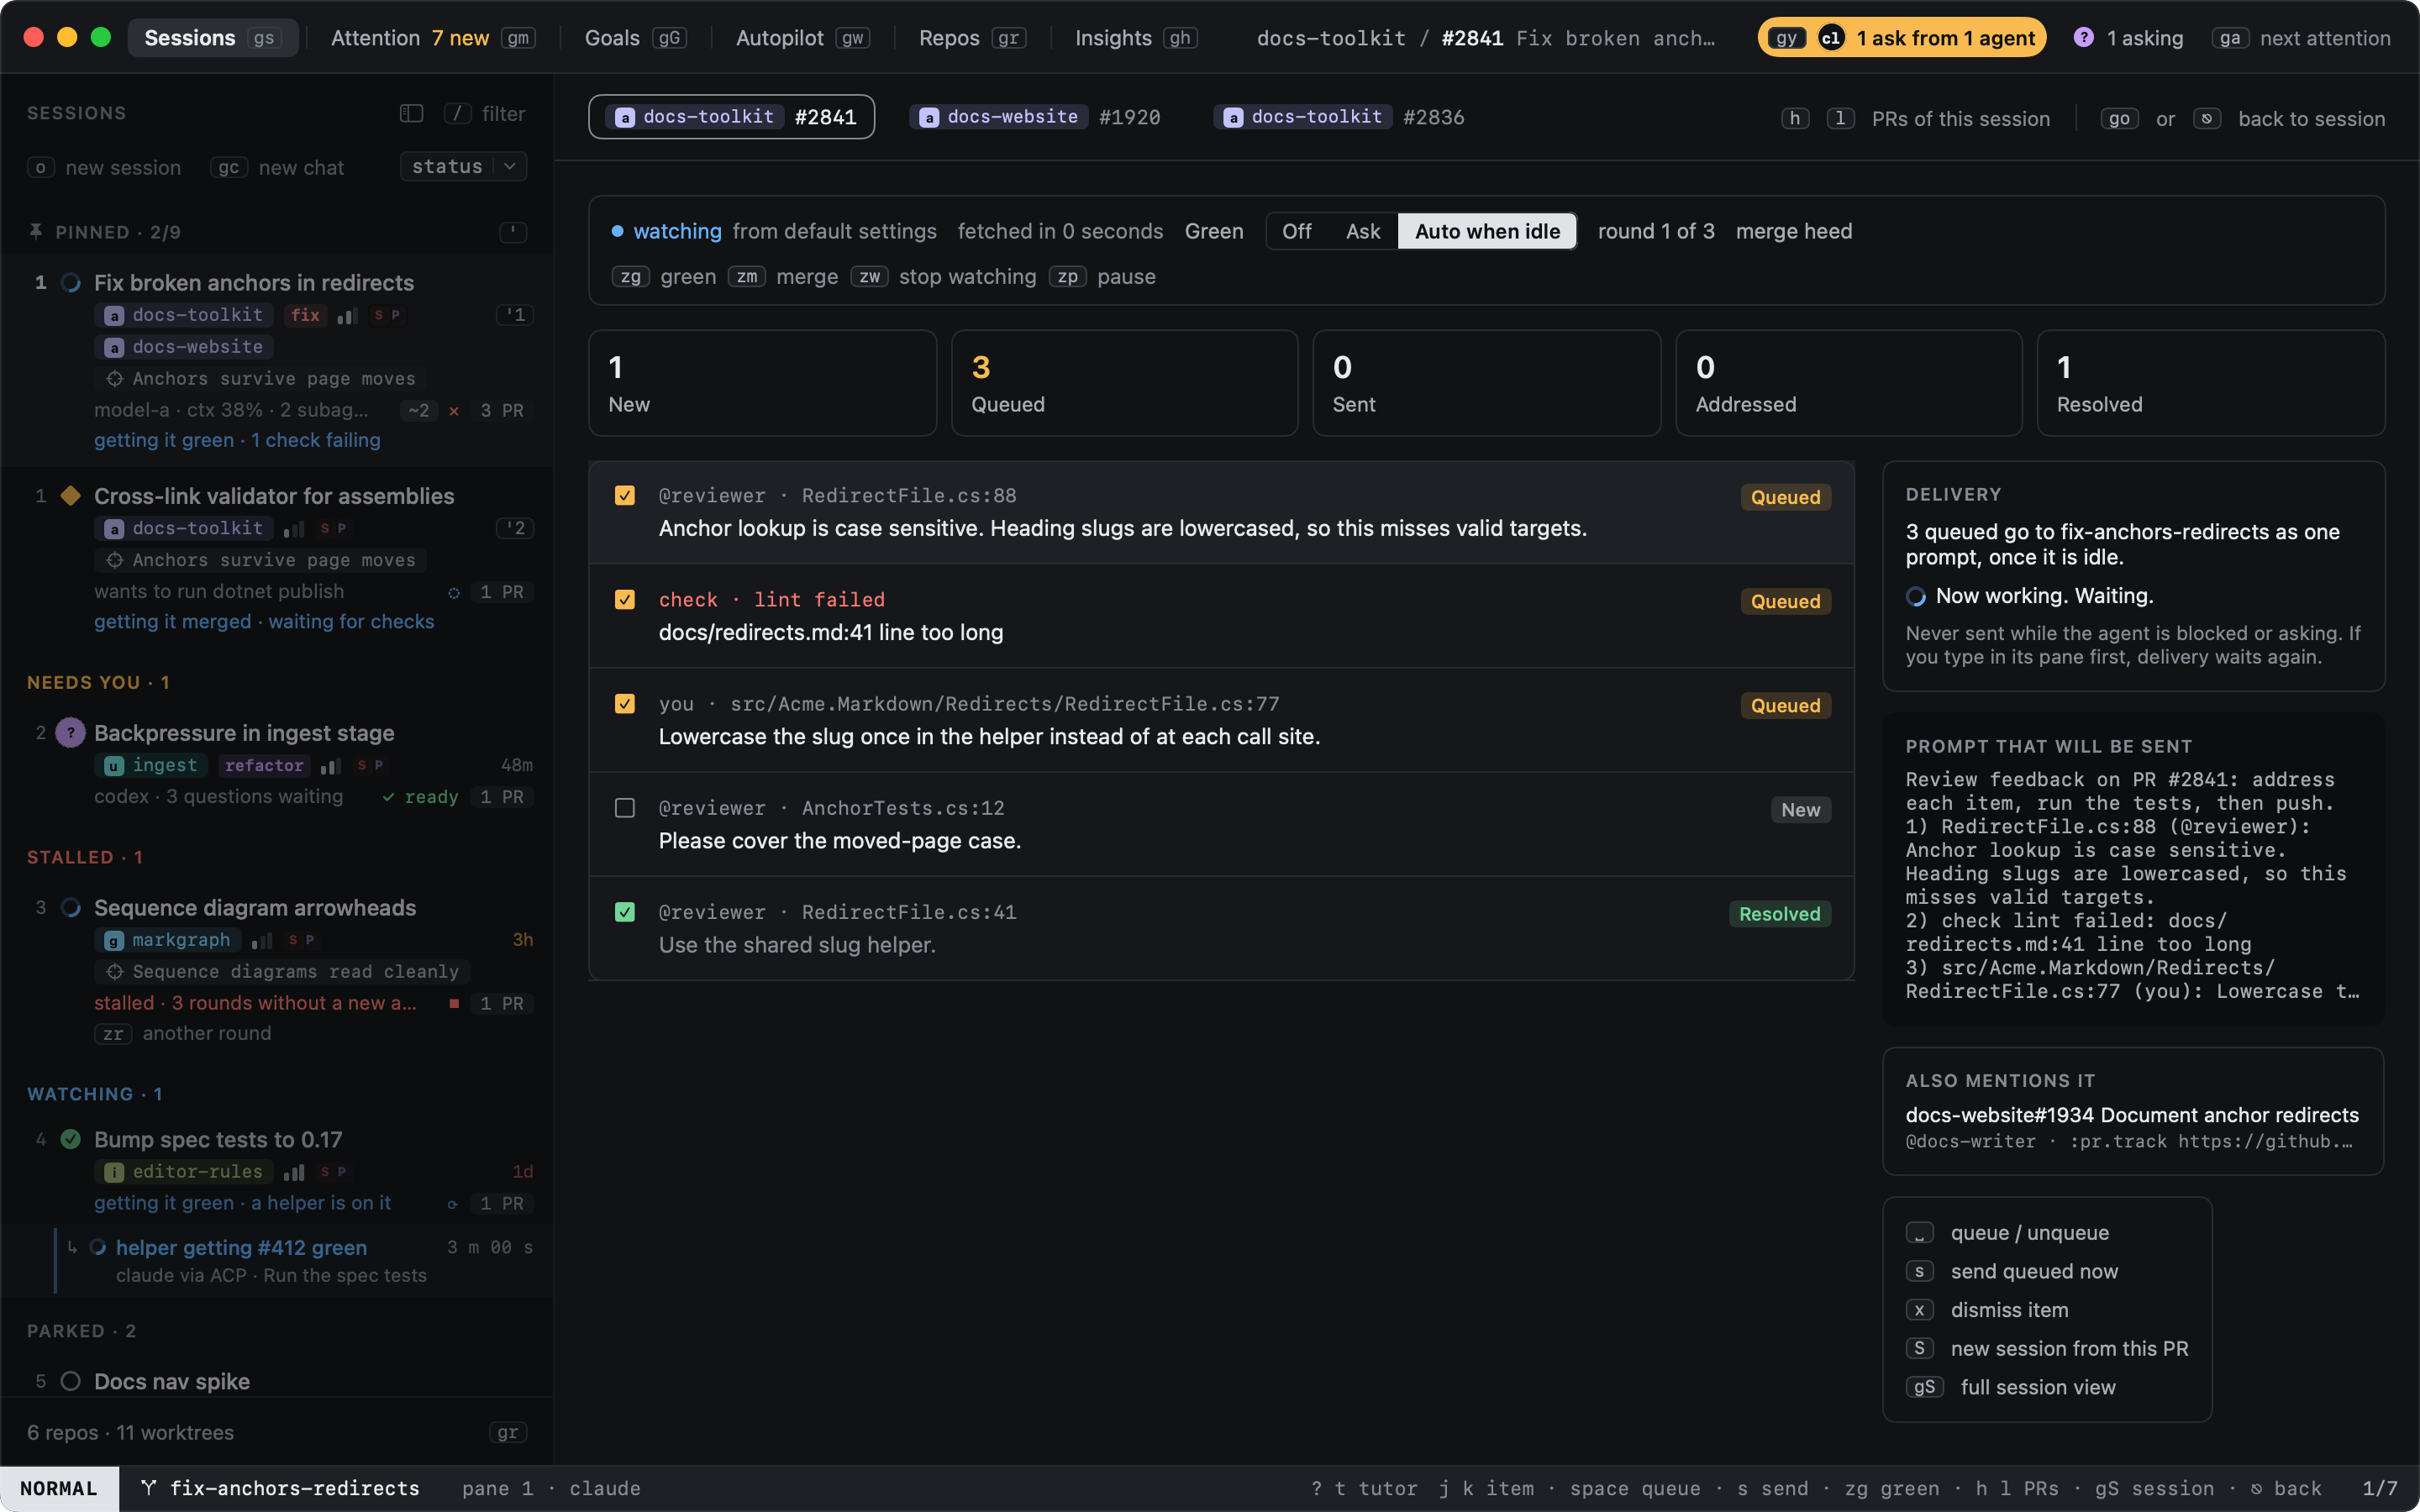 Sessions gs
Attention 7 new gm
Goals gG
Autopilot gw
Repos gr
Insights gh
docs-toolkit / #2841 Fix broken anch…
gy cl 1 ask from 1 agent
? 1 asking
ga next attention
SESSIONS / filter
o new session gc new chat status
PINNED · 2/9 '
1 Fix broken anchors in redirects
a docs-toolkit fix S P '1
a docs-website
Anchors survive page moves
model-a · ctx 38% · 2 subag… ~2 × 3 PR
getting it green · 1 check failing
1 Cross-link validator for assemblies
a docs-toolkit S P '2
Anchors survive page moves
wants to run dotnet publish 1 PR
getting it merged · waiting for checks
NEEDS YOU · 1
2 ? Backpressure in ingest stage
u ingest refactor S P 48m
codex · 3 questions waiting ✓ ready 1 PR
STALLED · 1
3 Sequence diagram arrowheads
g markgraph S P 3h
Sequence diagrams read cleanly
stalled · 3 rounds without a new a… 1 PR
zr another round
WATCHING · 1
4 Bump spec tests to 0.17
i editor-rules S P 1d
getting it green · a helper is on it 1 PR
↳ helper getting #412 green 3 m 00 s
claude via ACP · Run the spec tests
PARKED · 2
5 Docs nav spike
6 repos · 11 worktrees gr
a docs-toolkit #2841
a docs-website #1920
a docs-toolkit #2836
h l PRs of this session
go or ⎋ back to session
watching from default settings fetched in 0 seconds Green Off Ask Auto when idle round 1 of 3 merge heed
zg green zm merge zw stop watching zp pause
1
New
3
Queued
0
Sent
0
Addressed
1
Resolved
@reviewer · RedirectFile.cs:88 Queued
Anchor lookup is case sensitive. Heading slugs are lowercased, so this misses valid targets.
check · lint failed Queued
docs/redirects.md:41 line too long
you · src/Acme.Markdown/Redirects/RedirectFile.cs:77 Queued
Lowercase the slug once in the helper instead of at each call site.
@reviewer · AnchorTests.cs:12 New
Please cover the moved-page case.
@reviewer · RedirectFile.cs:41 Resolved
Use the shared slug helper.
DELIVERY
3 queued go to fix-anchors-redirects as one
prompt, once it is idle.
Now working. Waiting.
Never sent while the agent is blocked or asking. If
you type in its pane first, delivery waits again.
PROMPT THAT WILL BE SENT
Review feedback on PR #2841: address
each item, run the tests, then push.
1) RedirectFile.cs:88 (@reviewer):
Anchor lookup is case sensitive.
Heading slugs are lowercased, so this
misses valid targets.
2) check lint failed: docs/
redirects.md:41 line too long
3) src/Acme.Markdown/Redirects/
RedirectFile.cs:77 (you): Lowercase t…
ALSO MENTIONS IT
docs-website#1934 Document anchor redirects
@docs-writer · :pr.track https://github.…
␣ queue / unqueue
s send queued now
x dismiss item
S new session from this PR
gS full session view
NORMAL fix-anchors-redirects pane 1 · claude
? t tutor j k item · space queue · s send · zg green · h l PRs · gS session · ⎋ back 1/7